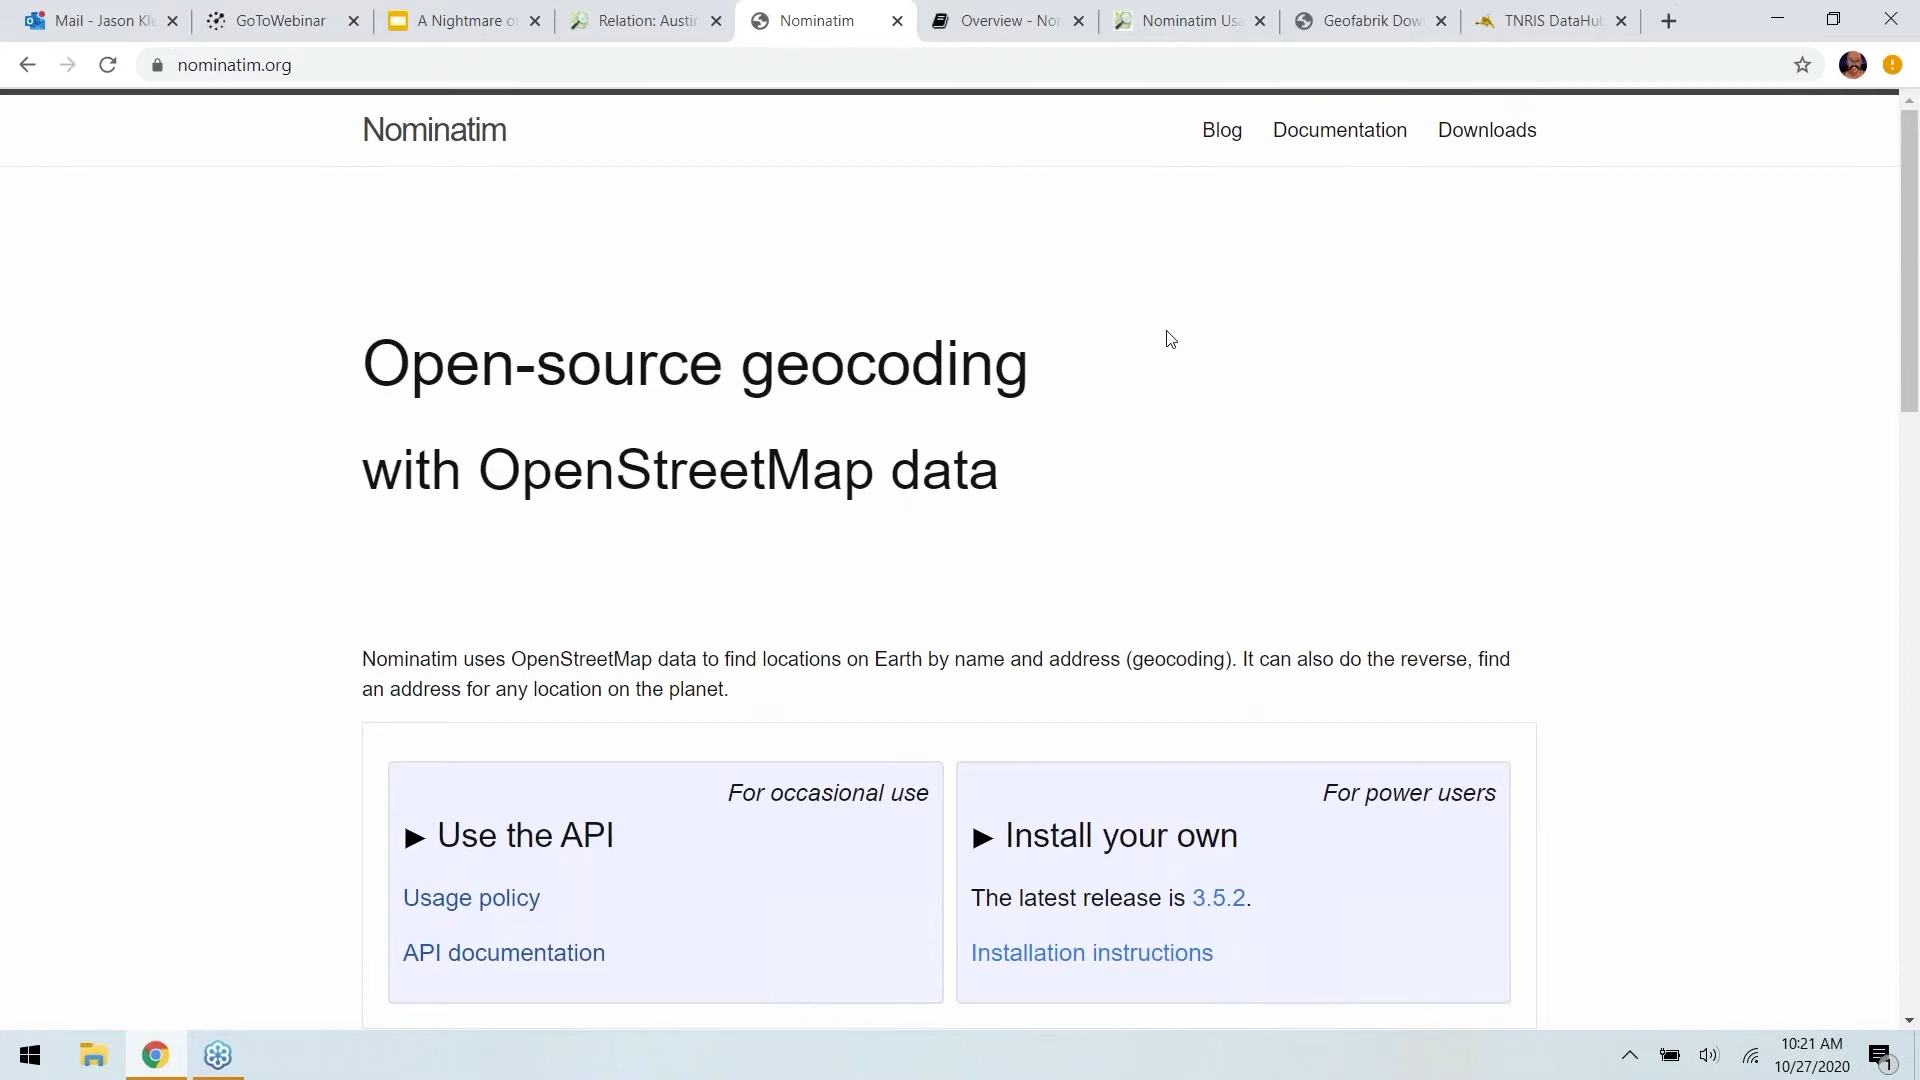 Mail - Jason Kle
GoToWebinar
A Nightmare o
Relation: Austi
Nominatim
Overview - No
Nominatim Us
Geofabrik Dow
TNRIS DataHu
nominatim.org
Nominatim
Blog
Documentation
Downloads
Open-source geocoding
with OpenStreetMap data
Nominatim uses OpenStreetMap data to find locations on Earth by name and address (geocoding). It can also do the reverse, find
an address for any location on the planet.
For occasional use
► Use the API
Usage policy
API documentation
For power users
► Install your own
The latest release is 3.5.2.
Installation instructions
10:21 AM
10/27/2020
1